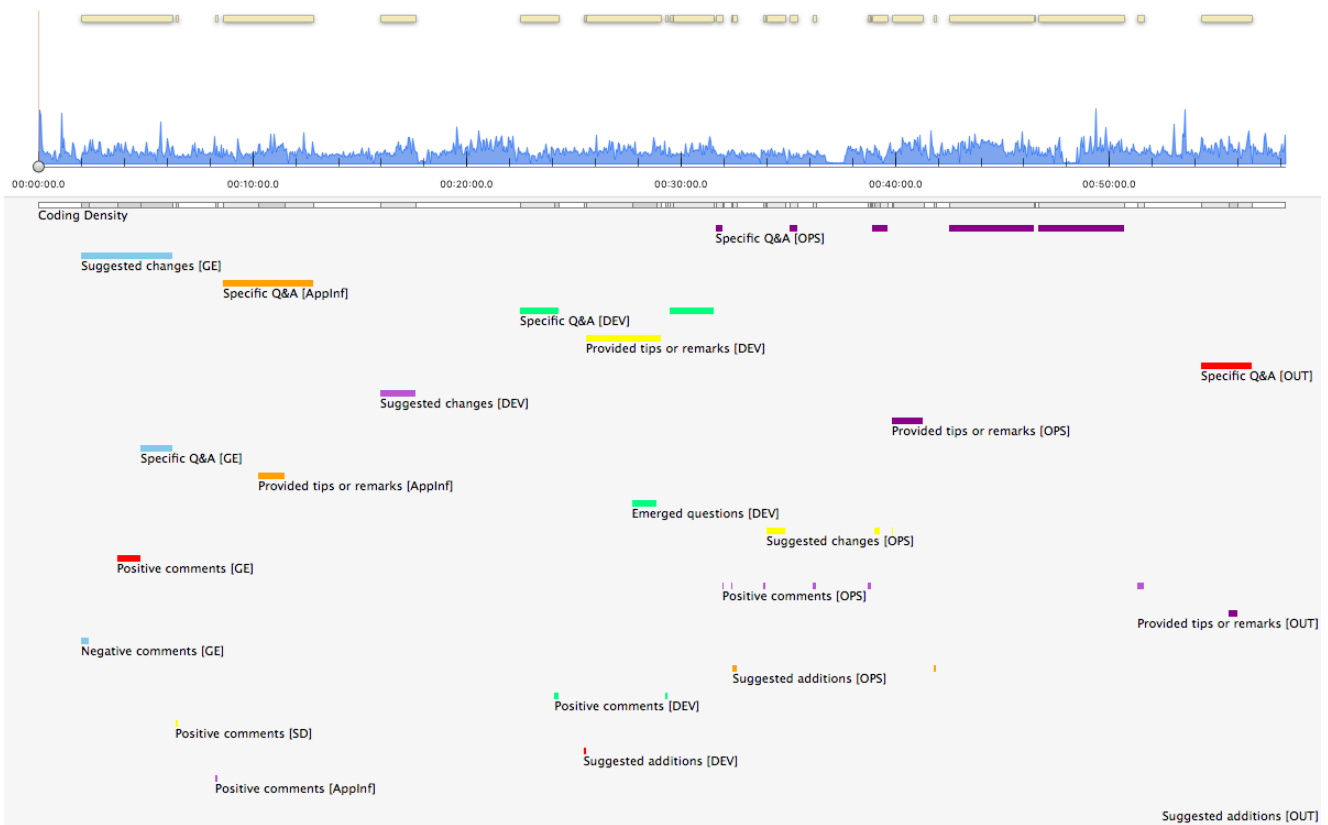 00:00:00.0 00:10:00.0 00:20:00.0 00:30:00.0 00:40:00.0 00:50:00.0
Coding Density
Specific Q&A [OPS]
Suggested changes [GE]
Specific Q&A [AppInf]
Specific Q&A [DEV]
Provided tips or remarks [DEV]
Specific Q&A [OUT]
Suggested changes [DEV]
Provided tips or remarks [OPS]
Specific Q&A [GE]
Provided tips or remarks [AppInf]
Emerged questions [DEV]
Suggested changes [OPS]
Positive comments [GE]
Positive comments [OPS]
Provided tips or remarks [OUT]
Negative comments [GE]
Suggested additions [OPS]
Positive comments [DEV]
Positive comments [SD]
Suggested additions [DEV]
Positive comments [AppInf]
Suggested additions [OUT]